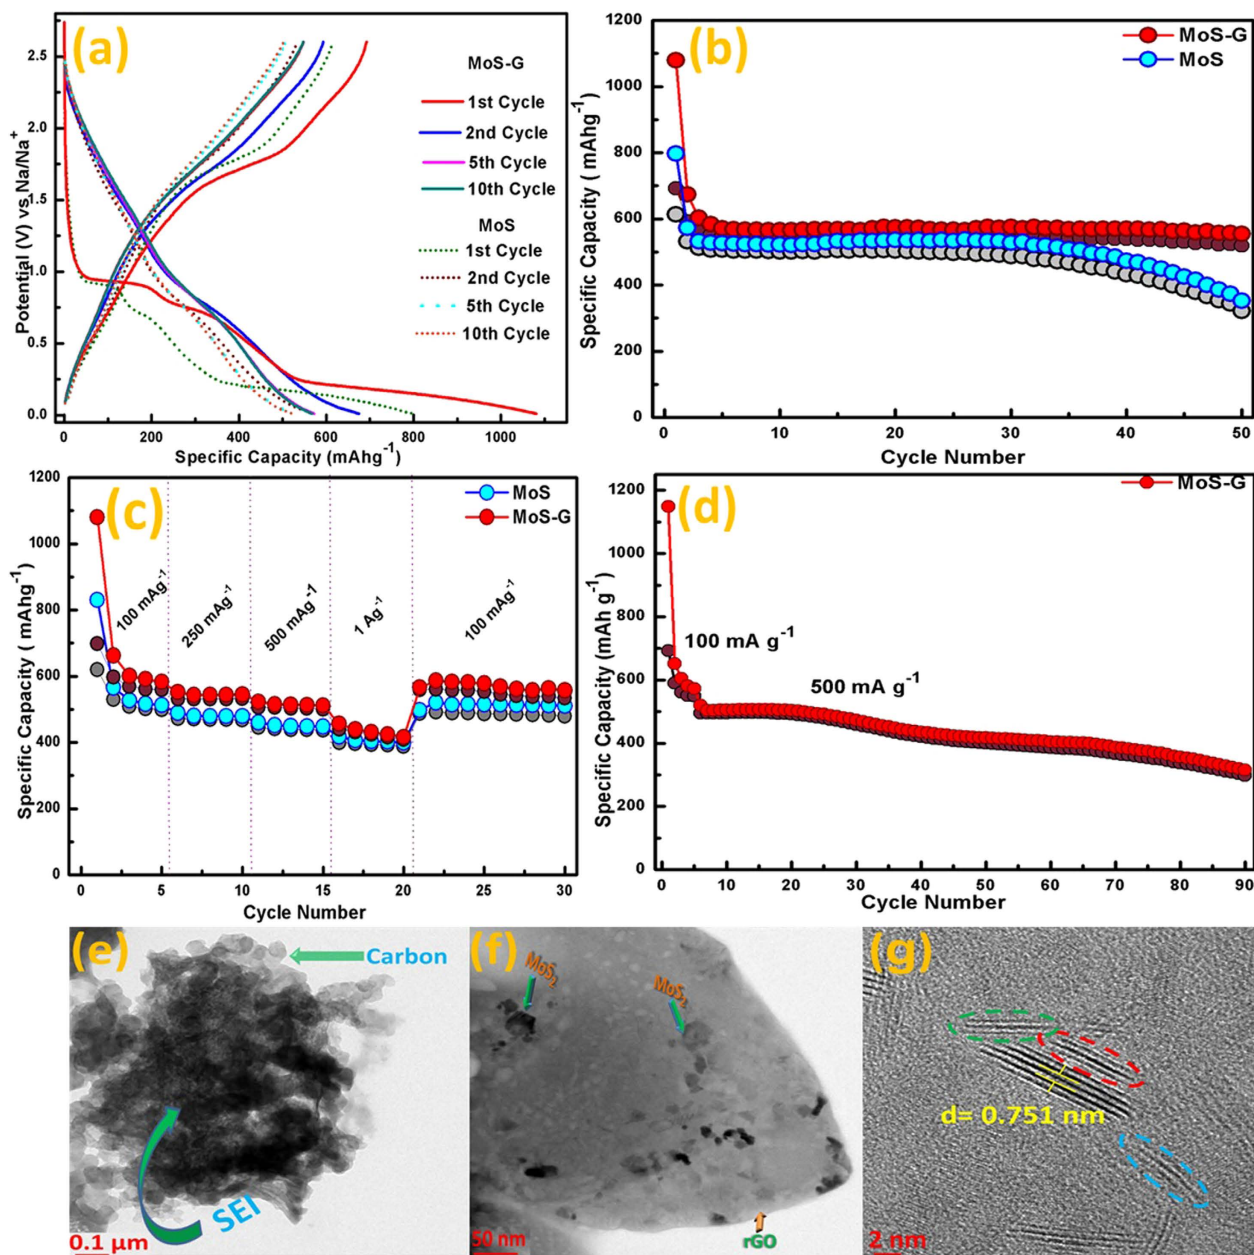 (a)
2.5
2.0
1.5
1.0
0.5
0.0
Potential (V) vs Na/Na+
0 200 400 600 800 1000
Specific Capacity (mAhg-1)
MoS-G
1st Cycle
2nd Cycle
5th Cycle
10th Cycle
MoS
1st Cycle
2nd Cycle
5th Cycle
10th Cycle
(b)
1200
1000
800
600
400
200
0
Specific Capacity ( mAhg-1)
MoS-G
MoS
0 10 20 30 40 50
Cycle Number
(c)
1200
1000
800
600
400
200
0
Specific Capacity ( mAhg-1)
MoS
MoS-G
100 mAg-1
250 mAg-1
500 mAg-1
1 Ag-1
100 mAg-1
0 5 10 15 20 25 30
Cycle Number
(d)
1200
1000
800
600
400
200
0
Specific Capacity (mAh g-1)
MoS-G
100 mA g-1
500 mA g-1
0 10 20 30 40 50 60 70 80 90
Cycle Number
(e)
Carbon
SEI
0.1 µm
(f)
MoS2
MoS2
rGO
50 nm
(g)
d= 0.751 nm
2 nm